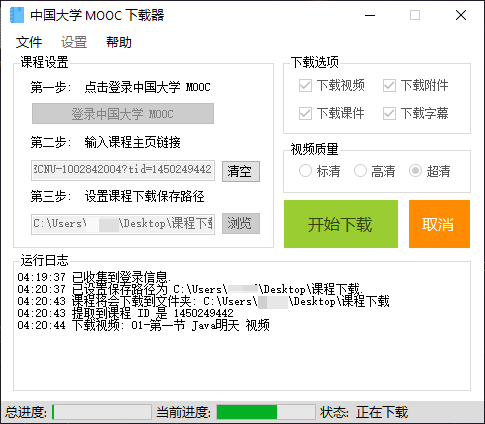 中国大学 MOOC 下载器
文件 设置 帮助
课程设置
第一步: 点击登录中国大学 MOOC
登录中国大学 MOOC
第二步: 输入课程主页链接
ECNU-1002842004?tid=1450249442 清空
第三步: 设置课程下载保存路径
C:\Users\ \Desktop\课程下载 浏览
下载选项
下载视频 下载附件
下载课件 下载字幕
视频质量
标清 高清 超清
开始下载 取消
运行日志
04:19:37 已收集到登录信息.
04:20:37 已设置保存路径为 C:\Users\ \Desktop\课程下载.
04:20:43 课程将会下载到文件夹: C:\Users\ \Desktop\课程下载
04:20:43 提取到课程 ID 是 1450249442
04:20:44 下载视频: 01-第一节 Java明天 视频
总进度: 当前进度: 状态: 正在下载